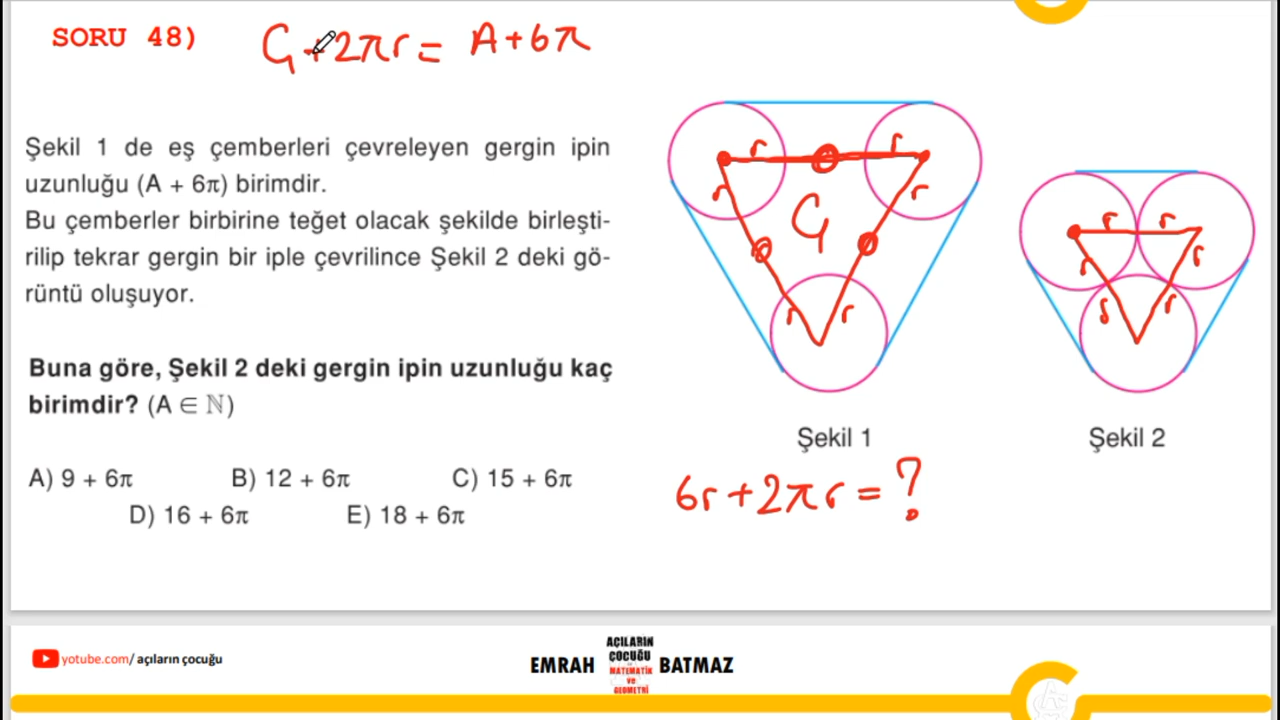 SORU 48)
Ç+2πr = A+6π
Şekil 1 de eş çemberleri çevreleyen gergin ipin
uzunluğu (A + 6π) birimdir.
Bu çemberler birbirine teğet olacak şekilde birleşti-
rilip tekrar gergin bir iple çevrilince Şekil 2 deki gö-
rüntü oluşuyor.
Buna göre, Şekil 2 deki gergin ipin uzunluğu kaç
birimdir? (A ∈ ℕ)
A) 9 + 6π B) 12 + 6π C) 15 + 6π
D) 16 + 6π E) 18 + 6π
r r
r r
Ç
r r
Şekil 1
r r
r r
r r
Şekil 2
6r+2πr = ?
yotube.com/ açıların çocuğu
EMRAH
AÇILARIN
ÇOCUĞU
MATEMATİK
ve
GEOMETRİ
BATMAZ